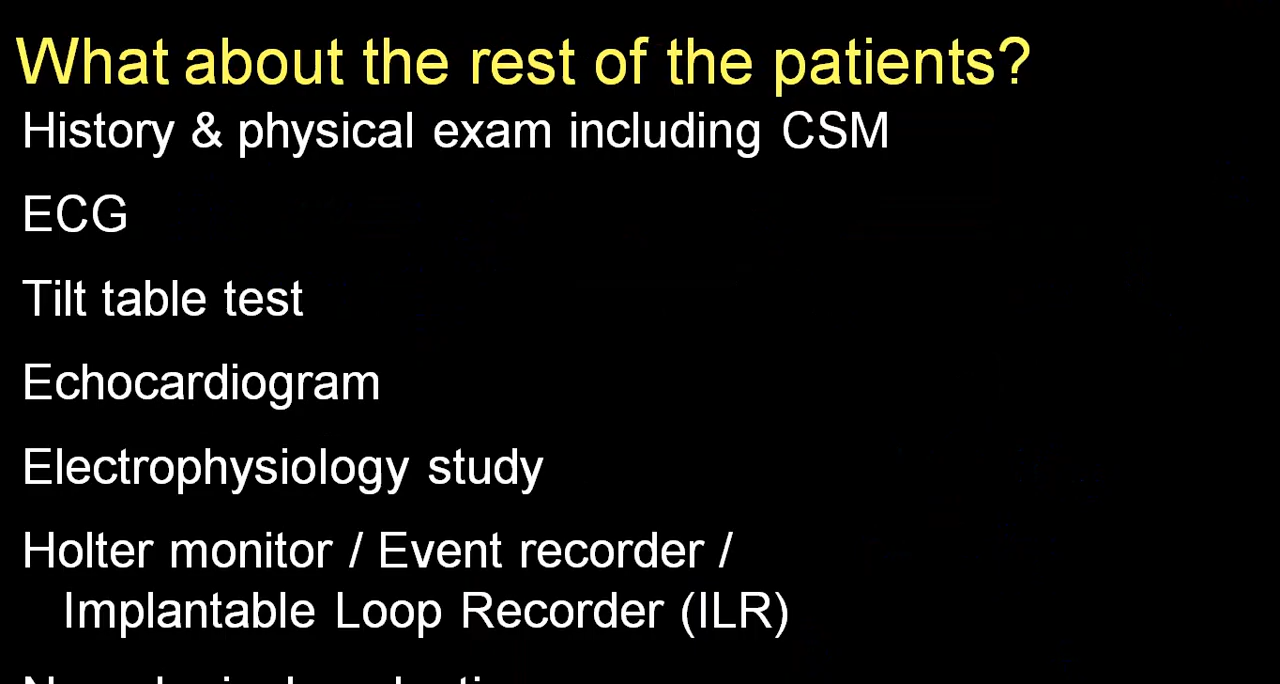 What about the rest of the patients?
History & physical exam including CSM
ECG
Tilt table test
Echocardiogram
Electrophysiology study
Holter monitor / Event recorder /
Implantable Loop Recorder (ILR)